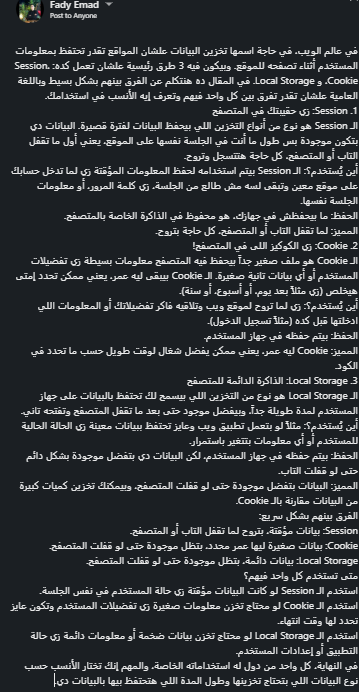 Fady Emad
Post to Anyone
في عالم الويب، في حاجة اسمها تخزين البيانات علشان المواقع تقدر تحتفظ بمعلومات
المستخدم أثناء تصفحه للموقع. وبيكون فيه 3 طرق رئيسية علشان تعمل كده: Session،
Cookie، و Local Storage. في المقال ده هنتكلم عن الفرق بينهم بشكل بسيط وباللغة
العامية علشان تقدر تفرق بين كل واحد فيهم وتعرف إيه الأنسب في استخدامك.
1. Session: زي حقيبتك في المتصفح
الـ Session هو نوع من أنواع التخزين اللي بيحفظ البيانات لفترة قصيرة. البيانات دي
بتكون موجودة بس طول ما أنت في الجلسة نفسها على الموقع، يعني أول ما تقفل
التاب أو المتصفح، كل حاجة هتتسجل وتروح.
أين يُستخدم؟: الـ Session بيتم استخدامه لحفظ المعلومات المؤقتة زي لما تدخل حسابك
على موقع معين وتبقى لسه مش طالع من الجلسة، زي كلمة المرور، أو معلومات
الجلسة نفسها.
الحفظ: ما بيحفظش في جهازك، هو محفوظ في الذاكرة الخاصة بالمتصفح.
المميز: لما تقفل التاب أو المتصفح، كل حاجة بتروح.
2. Cookie: زي الكوكيز اللي في المتصفح!
الـ Cookie هو ملف صغير جداً بيحفظ فيه المتصفح معلومات بسيطة زي تفضيلات
المستخدم أو أي بيانات تانية صغيرة. الـ Cookie بيبقى ليه عمر، يعني ممكن تحدد إمتى
هيخلص (زي مثلاً بعد يوم، أو أسبوع، أو سنة).
أين يُستخدم؟: زي لما تروح لموقع ويب وتلاقيه فاكر تفضيلاتك أو المعلومات اللي
ادخلتها قبل كده (مثلاً تسجيل الدخول).
الحفظ: بيتم حفظه في جهاز المستخدم.
المميز: Cookie ليه عمر، يعني ممكن يفضل شغال لوقت طويل حسب ما تحدد في
الكود.
3. Local Storage: الذاكرة الدائمة للمتصفح
الـ Local Storage هو نوع من التخزين اللي بيسمح لك تحتفظ بالبيانات على جهاز
المستخدم لمدة طويلة جداً، وبيفضل موجود حتى بعد ما تقفل المتصفح وتفتحه تاني.
أين يُستخدم؟: مثلاً لو بتعمل تطبيق ويب وعايز تحتفظ ببيانات معينة زي الحالة الحالية
للمستخدم أو أي معلومات بتتغير باستمرار.
الحفظ: بيتم حفظه في جهاز المستخدم، لكن البيانات دي بتفضل موجودة بشكل دائم
حتى لو قفلت التاب.
المميز: البيانات بتفضل موجودة حتى لو قفلت المتصفح، وبيمكنك تخزين كميات كبيرة
من البيانات مقارنة بالـ Cookie.
الفرق بينهم بشكل سريع:
Session: بيانات مؤقتة، بتروح لما تقفل التاب أو المتصفح.
Cookie: بيانات صغيرة ليها عمر محدد، بتظل موجودة حتى لو قفلت المتصفح.
Local Storage: بيانات دائمة، بتظل موجودة حتى لو قفلت المتصفح.
متى تستخدم كل واحد فيهم؟
استخدم الـ Session لو كانت البيانات مؤقتة زي حالة المستخدم في نفس الجلسة.
استخدم الـ Cookie لو محتاج تخزن معلومات صغيرة زي تفضيلات المستخدم وتكون عايز
تحدد لها وقت انتهاء.
استخدم الـ Local Storage لو محتاج تخزن بيانات ضخمة أو معلومات دائمة زي حالة
التطبيق أو إعدادات المستخدم.
في النهاية، كل واحد من دول له استخداماته الخاصة، والمهم إنك تختار الأنسب حسب
نوع البيانات اللي بتحتاج تخزينها وطول المدة اللي هتحتفظ بيها بالبيانات دي.